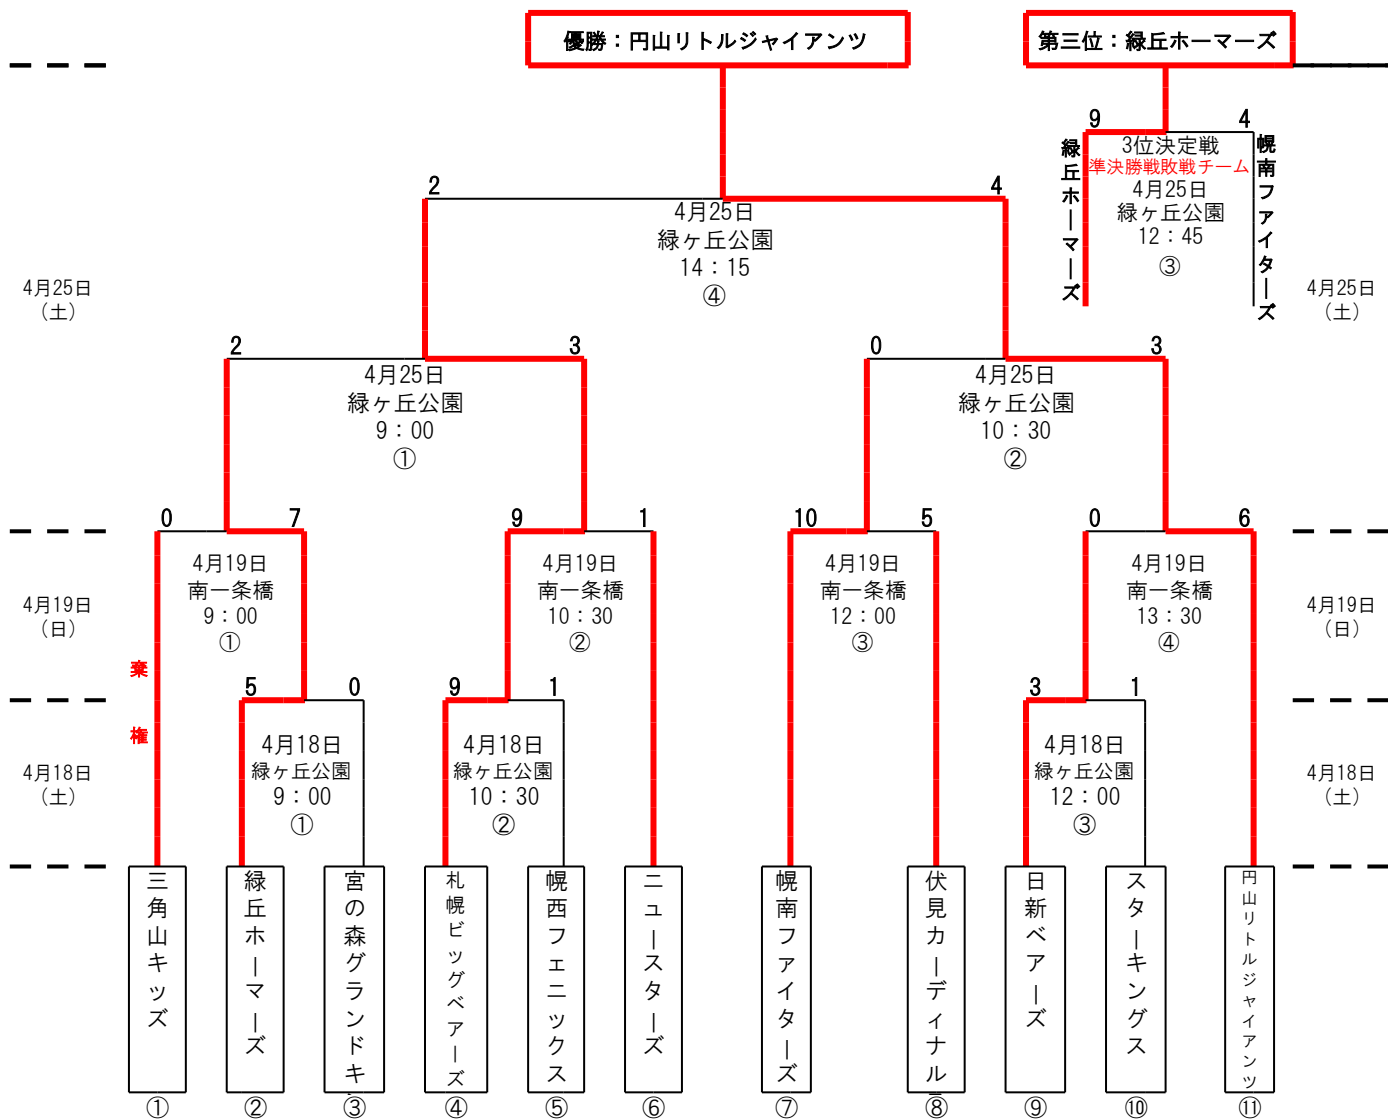 優勝：円山リトルジャイアンツ
第三位：緑丘ホーマーズ
9
4
緑丘ホーマーズ
3位決定戦
準決勝戦敗戦チーム
4月25日
緑ヶ丘公園
12：45
③
幌南ファイターズ
2
4
4月25日
緑ヶ丘公園
14：15
④
4月25日
（土）
4月25日
（土）
2
3
4月25日
緑ヶ丘公園
9：00
①
0
3
4月25日
緑ヶ丘公園
10：30
②
0
7
4月19日
南一条橋
9：00
①
9
1
4月19日
南一条橋
10：30
②
10
5
4月19日
南一条橋
12：00
③
0
6
4月19日
南一条橋
13：30
④
4月19日
（日）
4月19日
（日）
棄権
5
0
4月18日
緑ヶ丘公園
9：00
①
9
1
4月18日
緑ヶ丘公園
10：30
②
3
1
4月18日
緑ヶ丘公園
12：00
③
4月18日
（土）
4月18日
（土）
三角山キッズ
緑丘ホーマーズ
宮の森グランドキ
札幌ビッグベアーズ
幌西フェニックス
ニュースターズ
幌南ファイターズ
伏見カーディナル
日新ベアーズ
スターキングス
円山リトルジャイアンツ
①
②
③
④
⑤
⑥
⑦
⑧
⑨
⑩
⑪